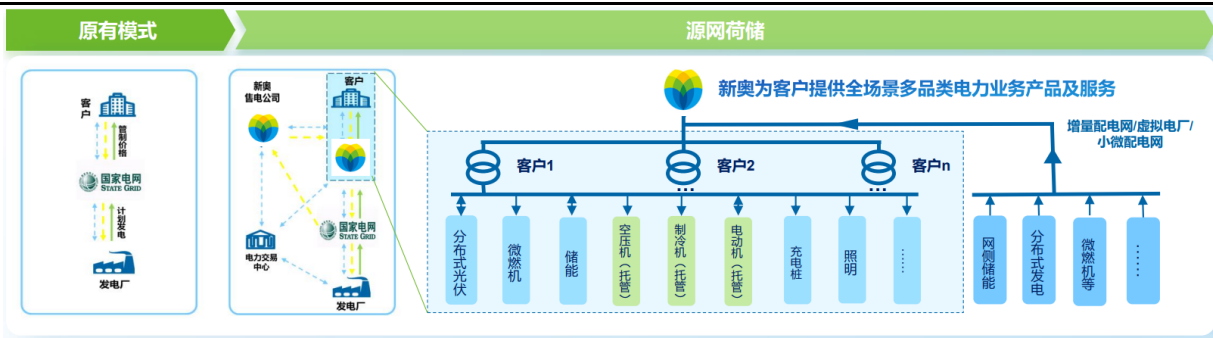 原有模式
源网荷储
客户
管制价格
国家电网
STATE GRID
计划发电
发电厂
新奥
售电公司
客户
国家电网
STATE GRID
电力交易
中心
发电厂
新奥为客户提供全场景多品类电力业务产品及服务
增量配电网/虚拟电厂/
小微配电网
客户1
客户2
客户n
...
...
分布式光伏
微燃机
储能
空压机（托管）
制冷机（托管）
电动机（托管）
充电桩
照明
……
网侧储能
分布式发电
微燃机等
……